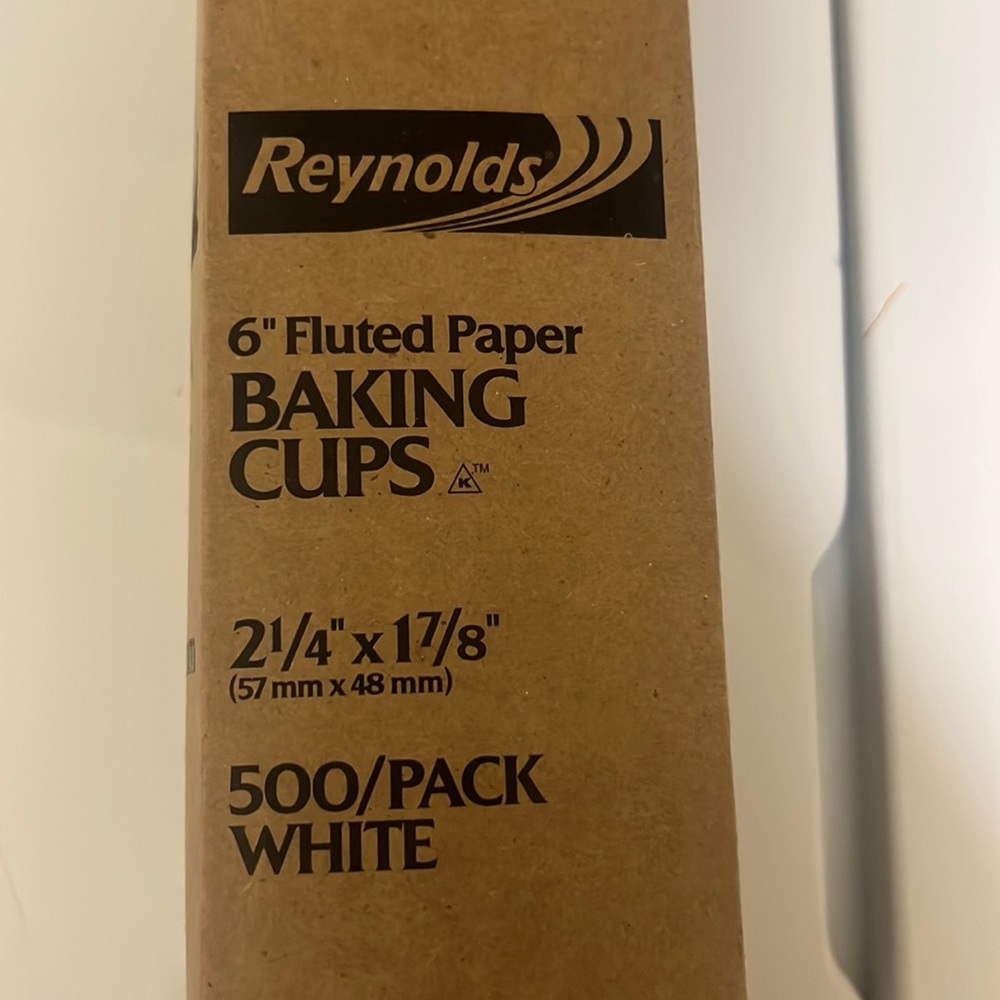 Reynolds®
6" Fluted Paper
BAKING
CUPS K™
2 1/4" x 1 7/8"
(57 mm x 48 mm)
500/PACK
WHITE